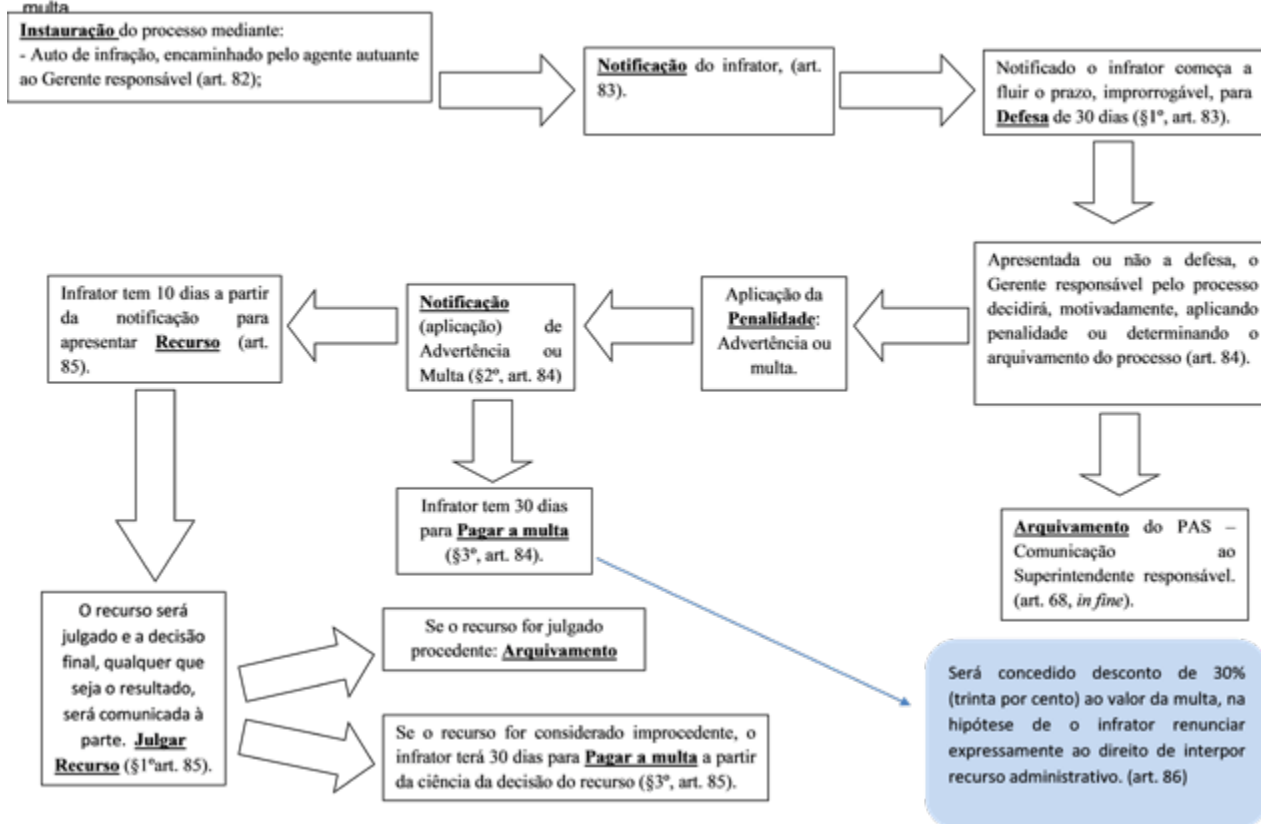 multa
Instauração do processo mediante:
- Auto de infração, encaminhado pelo agente autuante
ao Gerente responsável (art. 82);
Notificação do infrator, (art.
83).
Notificado o infrator começa a
fluir o prazo, improrrogável, para
Defesa de 30 dias (§1º, art. 83).
Apresentada ou não a defesa, o
Gerente responsável pelo processo
decidirá, motivadamente, aplicando
penalidade ou determinando o
arquivamento do processo (art. 84).
Aplicação da
Penalidade:
Advertência ou
multa.
Notificação
(aplicação) de
Advertência ou
Multa (§2º, art. 84)
Infrator tem 10 dias a partir
da notificação para
apresentar Recurso (art.
85).
Infrator tem 30 dias
para Pagar a multa
(§3º, art. 84).
Arquivamento do PAS –
Comunicação ao
Superintendente responsável.
(art. 68, in fine).
O recurso será
julgado e a decisão
final, qualquer que
seja o resultado,
será comunicada à
parte. Julgar
Recurso (§1ºart. 85).
Se o recurso for julgado
procedente: Arquivamento
Se o recurso for considerado improcedente, o
infrator terá 30 dias para Pagar a multa a partir
da ciência da decisão do recurso (§3º, art. 85).
Será concedido desconto de 30%
(trinta por cento) ao valor da multa, na
hipótese de o infrator renunciar
expressamente ao direito de interpor
recurso administrativo. (art. 86)